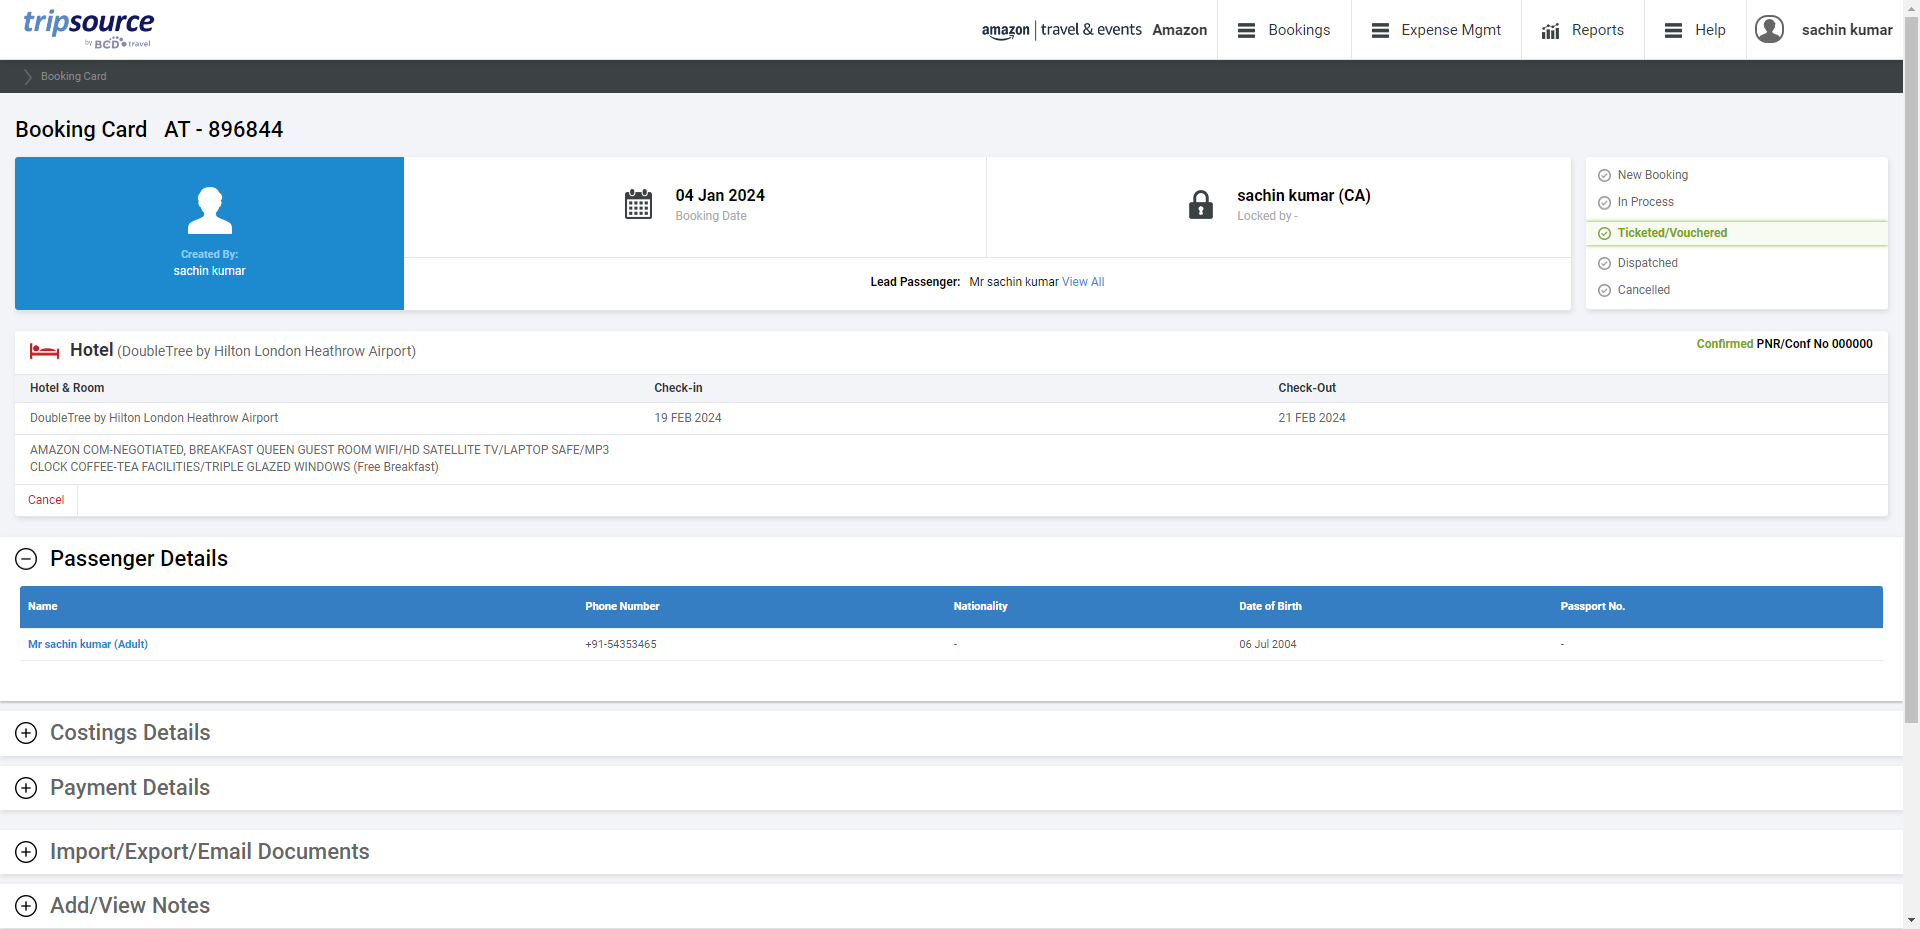 tripsource
by BCD travel
amazon | travel & events Amazon
Bookings
Expense Mgmt
Reports
Help
sachin kumar
Booking Card
Booking Card AT - 896844
Created By:
sachin kumar
04 Jan 2024
Booking Date
sachin kumar (CA)
Locked by -
Lead Passenger: Mr sachin kumar View All
New Booking
In Process
Ticketed/Vouchered
Dispatched
Cancelled
Hotel (DoubleTree by Hilton London Heathrow Airport)
Confirmed PNR/Conf No 000000
Hotel & Room Check-in Check-Out
DoubleTree by Hilton London Heathrow Airport 19 FEB 2024 21 FEB 2024
AMAZON COM-NEGOTIATED, BREAKFAST QUEEN GUEST ROOM WIFI/HD SATELLITE TV/LAPTOP SAFE/MP3
CLOCK COFFEE-TEA FACILITIES/TRIPLE GLAZED WINDOWS (Free Breakfast)
Cancel
Passenger Details
Name Phone Number Nationality Date of Birth Passport No.
Mr sachin kumar (Adult) +91-54353465 - 06 Jul 2004 -
Costings Details
Payment Details
Import/Export/Email Documents
Add/View Notes